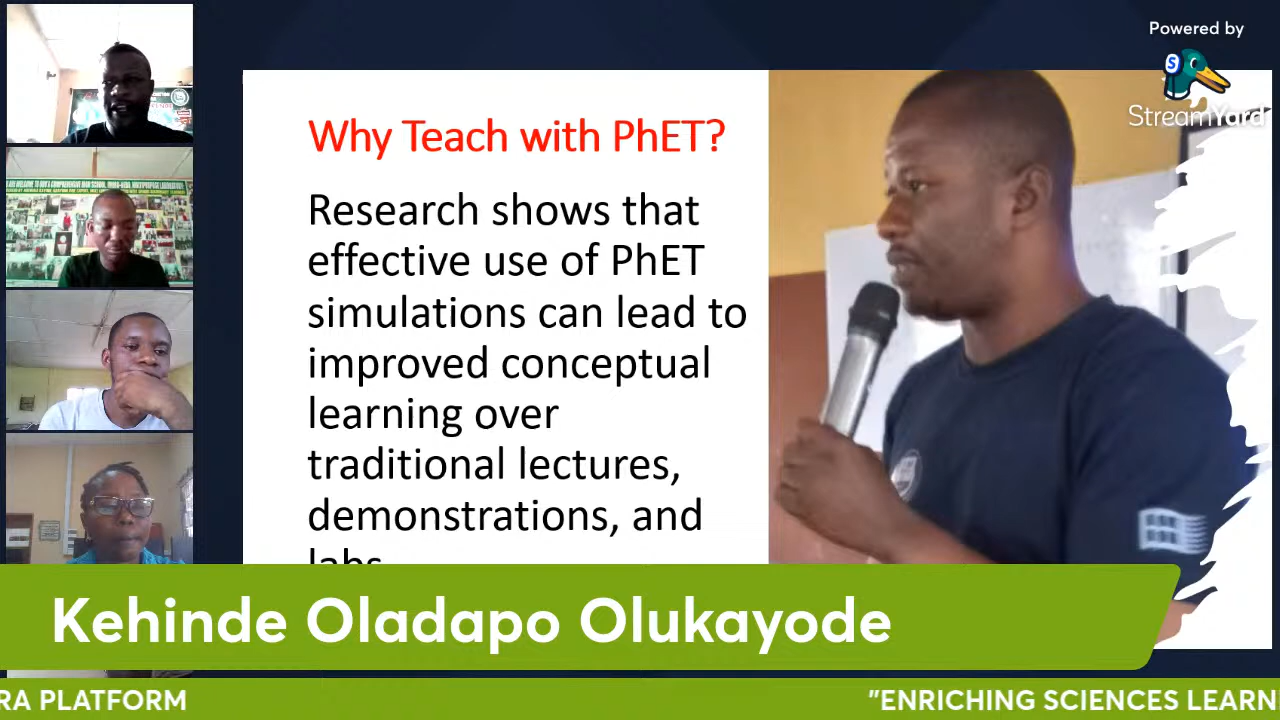 Powered by
StreamYard
Why Teach with PhET?
Research shows that
effective use of PhET
simulations can lead to
improved conceptual
learning over
traditional lectures,
demonstrations, and
labs
Kehinde Oladapo Olukayode
RA PLATFORM
"ENRICHING SCIENCES LEARN